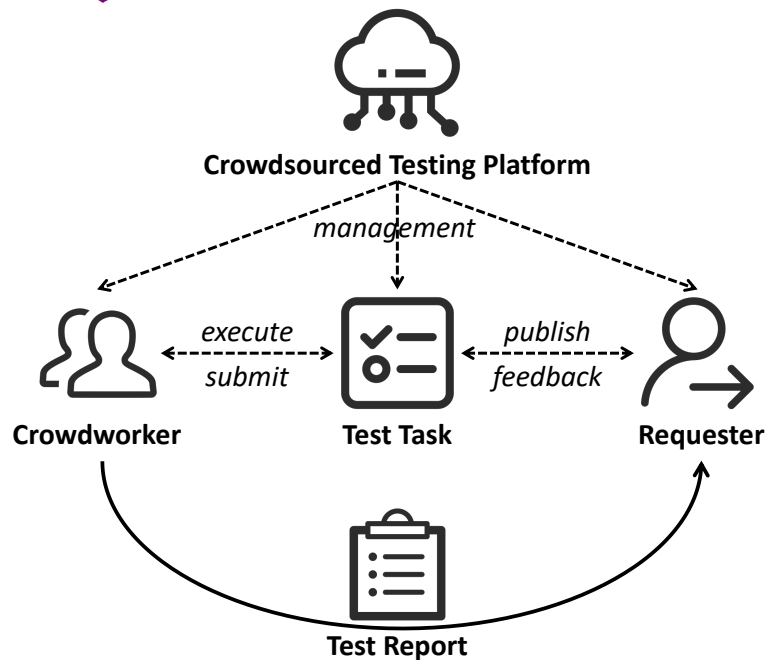 Crowdsourced Testing Platform
management
execute
submit
publish
feedback
Crowdworker
Test Task
Requester
Test Report